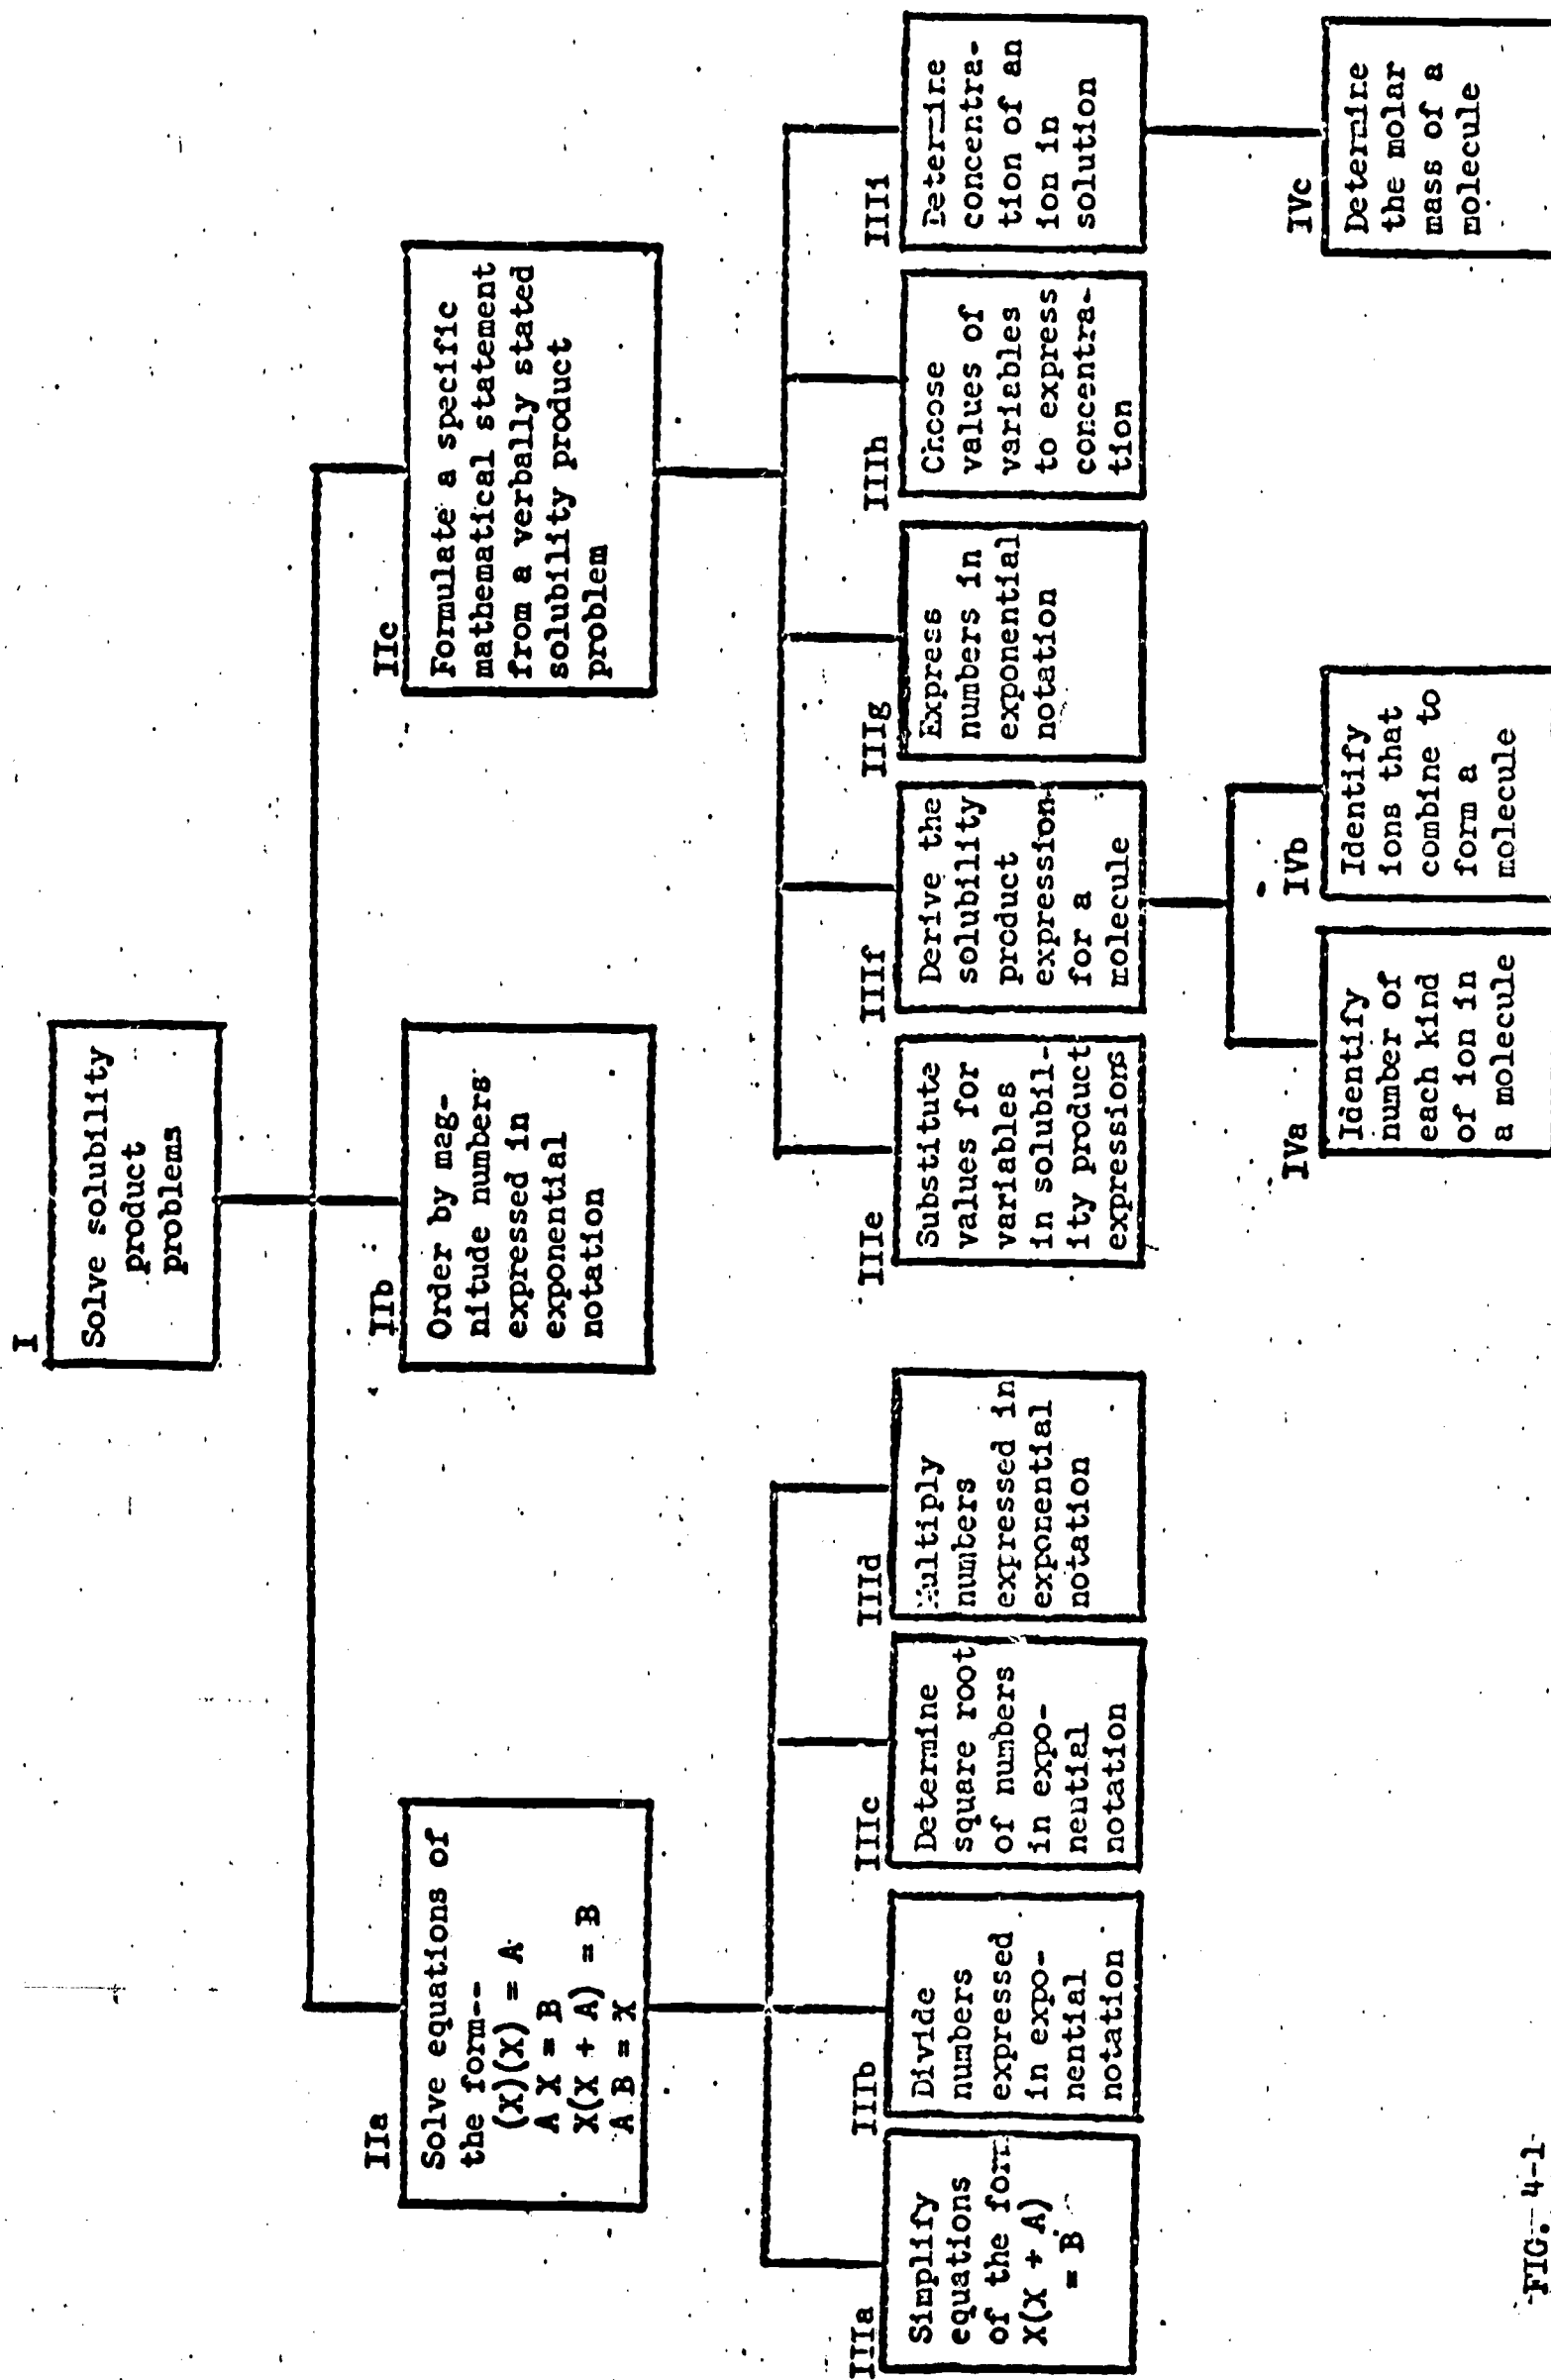 I
Solve solubility
product
problems
IIa
Solve equations of
the form--
(X)(X) = A
A X = B
X(X + A) = B
A B = X
IIb
Order by mag-
nitude numbers
expressed in
exponential
notation
IIc
Formulate a specific
mathematical statement
from a verbally stated
solubility product
problem
IIIa
Simplify
equations
of the form
X(X + A)
= B
IIIb
Divide
numbers
expressed
in expo-
nential
notation
IIIc
Determine
square root
of numbers
in expo-
nential
notation
IIId
Multiply
numbers
expressed in
exponential
notation
IIIe
Substitute
values for
variables
in solubil-
ity product
expressions
IIIf
Derive the
solubility
product
expression
for a
molecule
IIIg
Express
numbers in
exponential
notation
IIIh
Choose
values of
variables
to express
concentra-
tion
IIIi
Determine
concentra-
tion of an
ion in
solution
IVa
Identify
number of
each kind
of ion in
a molecule
IVb
Identify
ions that
combine to
form a
molecule
IVc
Determine
the molar
mass of a
molecule
FIG. 4-1